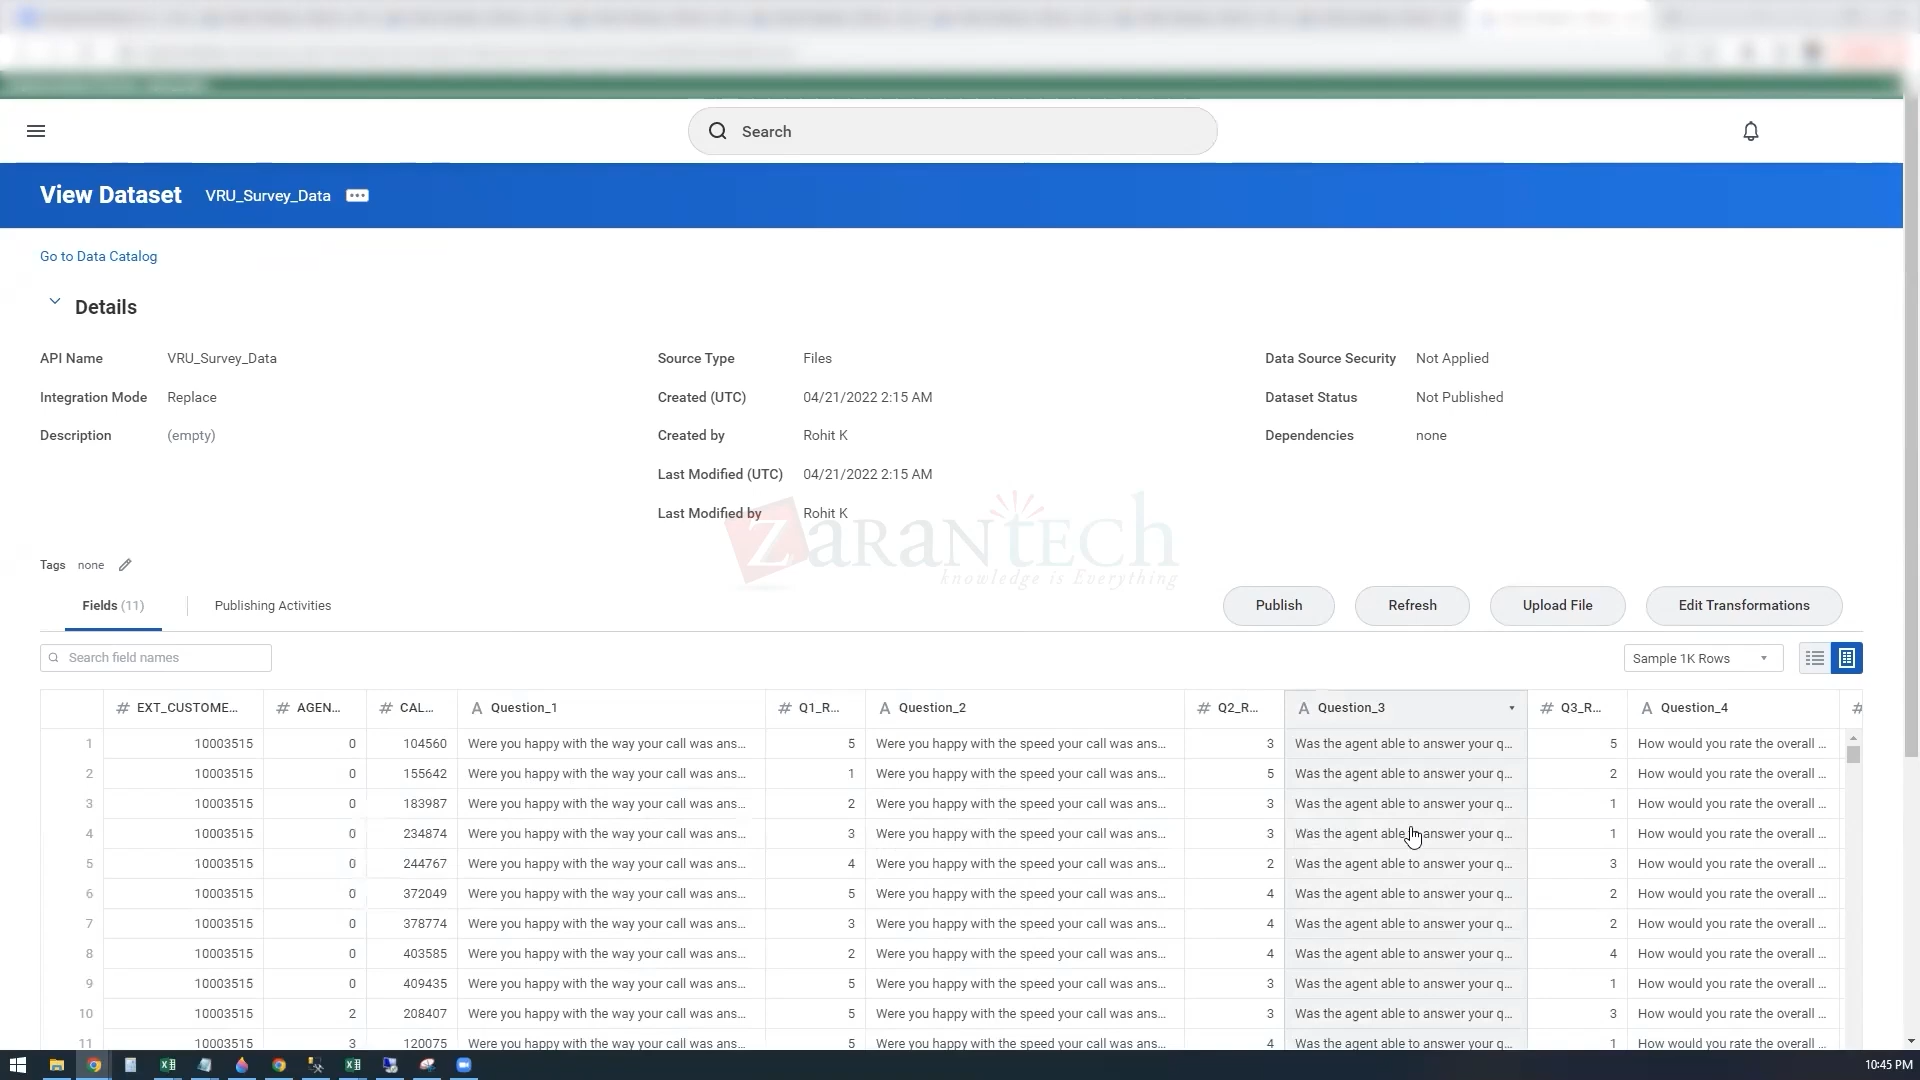 Search
View Dataset VRU_Survey_Data
Go to Data Catalog
Details
API Name VRU_Survey_Data Source Type Files Data Source Security Not Applied
Integration Mode Replace Created (UTC) 04/21/2022 2:15 AM Dataset Status Not Published
Description (empty) Created by Rohit K Dependencies none
Last Modified (UTC) 04/21/2022 2:15 AM
Last Modified by Rohit K
ZARANTECH
knowledge is Everything
Tags none
Fields (11) Publishing Activities Publish Refresh Upload File Edit Transformations
Search field names Sample 1K Rows
# EXT_CUSTOME... # AGEN... # CAL... A Question_1 # Q1_R... A Question_2 # Q2_R... A Question_3 # Q3_R... A Question_4 #
1 10003515 0 104560 Were you happy with the way your call was ans... 5 Were you happy with the speed your call was ans... 3 Was the agent able to answer your q... 5 How would you rate the overall ...
2 10003515 0 155642 Were you happy with the way your call was ans... 1 Were you happy with the speed your call was ans... 5 Was the agent able to answer your q... 2 How would you rate the overall ...
3 10003515 0 183987 Were you happy with the way your call was ans... 2 Were you happy with the speed your call was ans... 3 Was the agent able to answer your q... 1 How would you rate the overall ...
4 10003515 0 234874 Were you happy with the way your call was ans... 3 Were you happy with the speed your call was ans... 3 Was the agent able to answer your q... 1 How would you rate the overall ...
5 10003515 0 244767 Were you happy with the way your call was ans... 4 Were you happy with the speed your call was ans... 2 Was the agent able to answer your q... 3 How would you rate the overall ...
6 10003515 0 372049 Were you happy with the way your call was ans... 5 Were you happy with the speed your call was ans... 4 Was the agent able to answer your q... 2 How would you rate the overall ...
7 10003515 0 378774 Were you happy with the way your call was ans... 3 Were you happy with the speed your call was ans... 4 Was the agent able to answer your q... 2 How would you rate the overall ...
8 10003515 0 403585 Were you happy with the way your call was ans... 2 Were you happy with the speed your call was ans... 4 Was the agent able to answer your q... 4 How would you rate the overall ...
9 10003515 0 409435 Were you happy with the way your call was ans... 5 Were you happy with the speed your call was ans... 3 Was the agent able to answer your q... 1 How would you rate the overall ...
10 10003515 2 208407 Were you happy with the way your call was ans... 5 Were you happy with the speed your call was ans... 3 Was the agent able to answer your q... 3 How would you rate the overall ...
11 10003515 3 120075 Were you happy with the way your call was ans... 5 Were you happy with the speed your call was ans... 4 Was the agent able to answer your q... 1 How would you rate the overall ...
10:45 PM